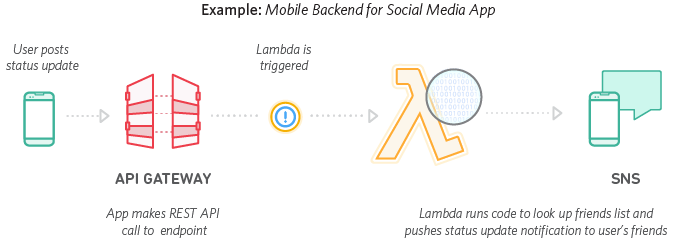 Example: Mobile Backend for Social Media App
User posts
status update
Lambda is
triggered
API GATEWAY
SNS
App makes REST API
call to endpoint
Lambda runs code to look up friends list and
pushes status update notification to user's friends